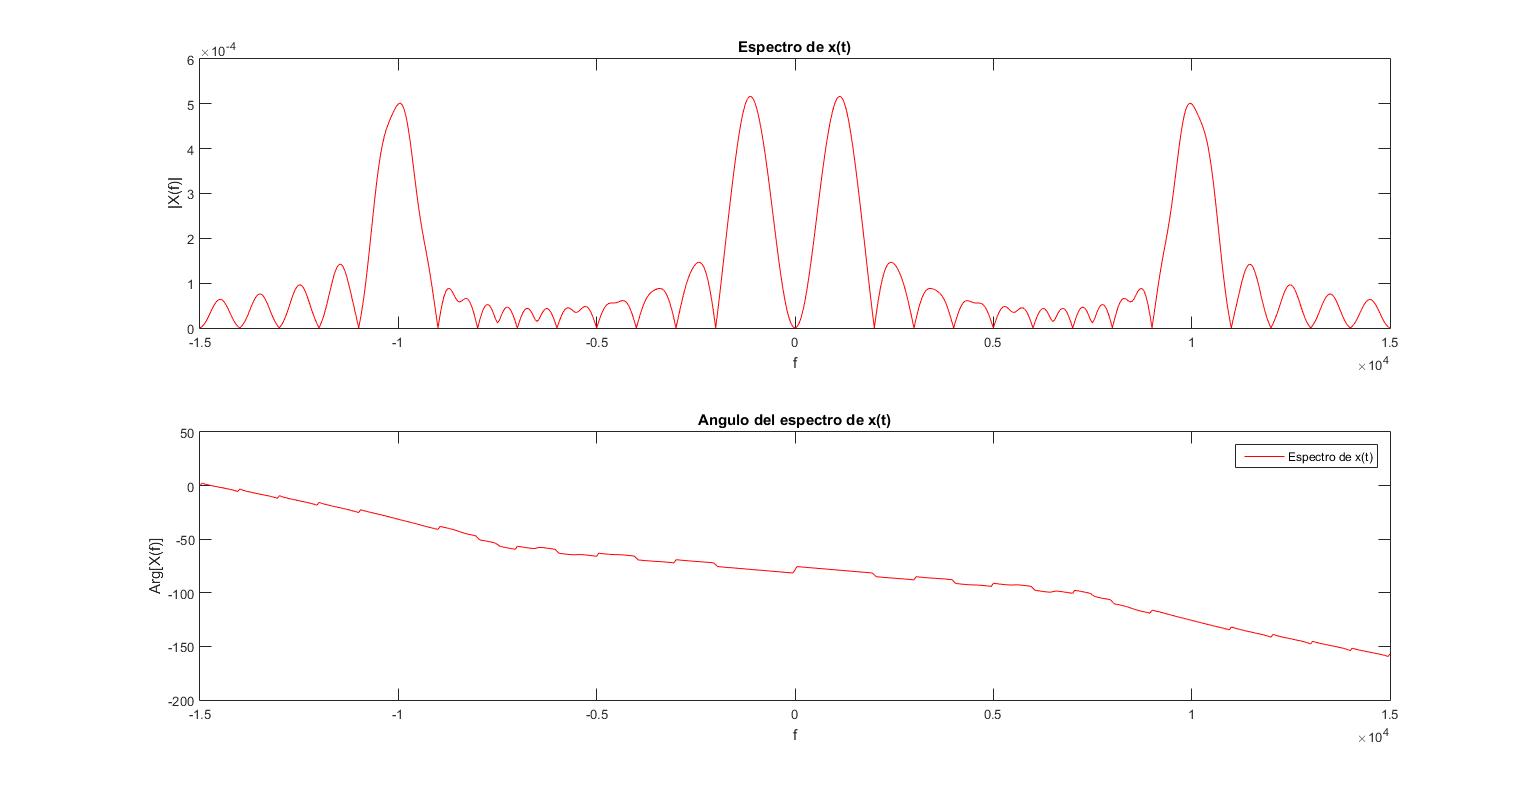 Espectro de x(t)
×10-4
6
5
4
3
2
1
0
|X(f)|
-1.5 -1 -0.5 0 0.5 1 1.5
f
×104
Angulo del espectro de x(t)
50
0
-50
-100
-150
-200
Arg[X(f)]
Espectro de x(t)
-1.5 -1 -0.5 0 0.5 1 1.5
f
×104